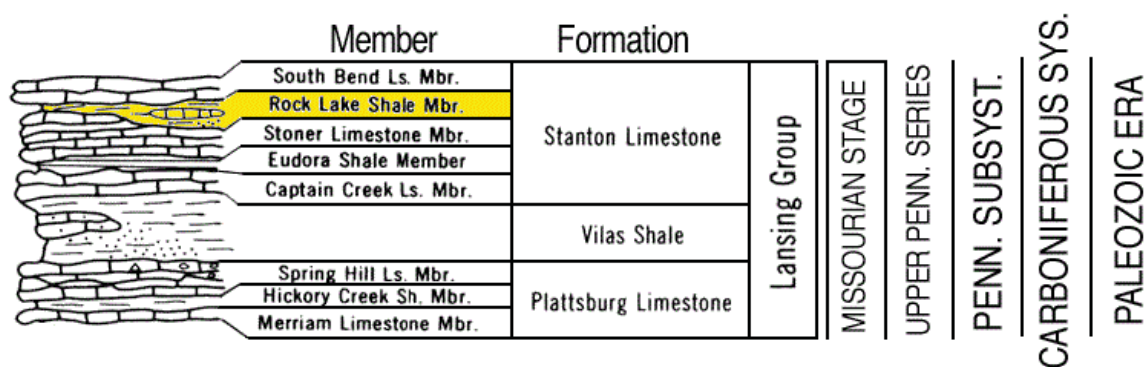 Member Formation
South Bend Ls. Mbr.
Rock Lake Shale Mbr.
Stoner Limestone Mbr.
Eudora Shale Member
Captain Creek Ls. Mbr.
Stanton Limestone
Vilas Shale
Spring Hill Ls. Mbr.
Hickory Creek Sh. Mbr.
Merriam Limestone Mbr.
Plattsburg Limestone
Lansing Group
MISSOURIAN STAGE
UPPER PENN. SERIES
PENN. SUBSYST.
CARBONIFEROUS SYS.
PALEOZOIC ERA